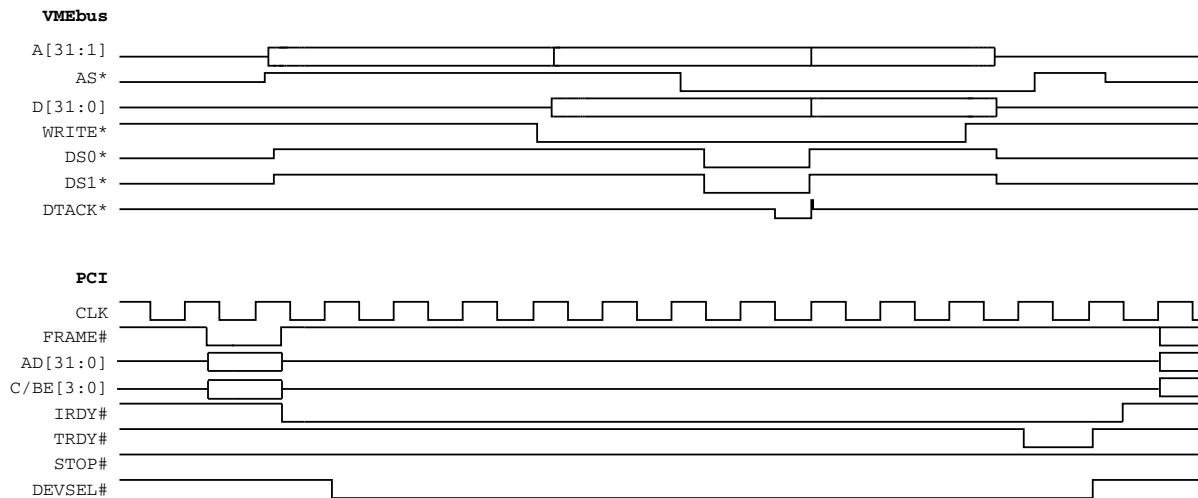 VMEbus
A[31:1]
AS*
D[31:0]
WRITE*
DS0*
DS1*
DTACK*
PCI
CLK
FRAME#
AD[31:0]
C/BE[3:0]
IRDY#
TRDY#
STOP#
DEVSEL#